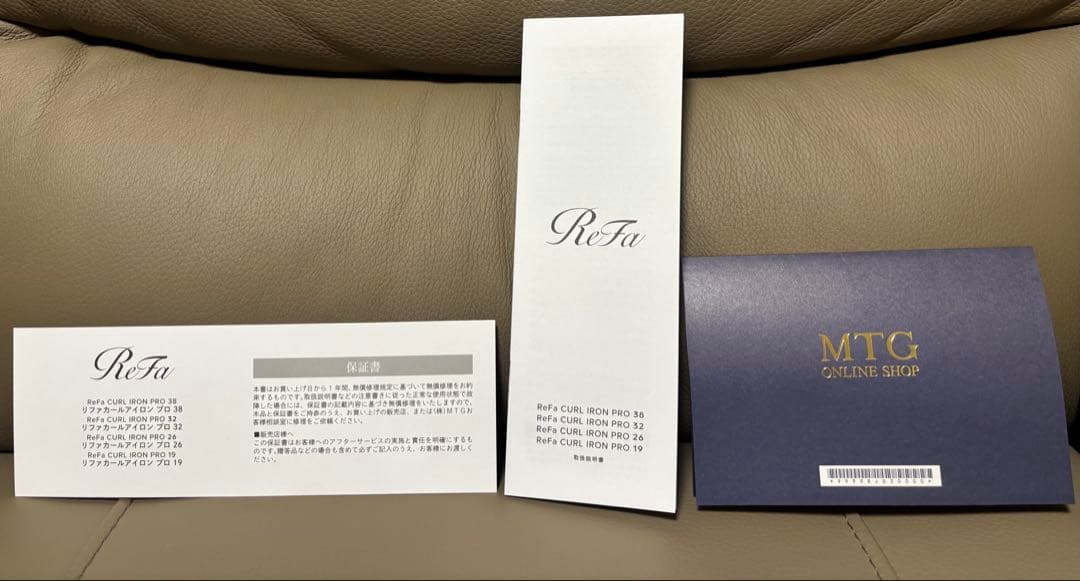 ReFa
ReFa CURL IRON PRO 38
リファカールアイロン プロ 38
ReFa CURL IRON PRO 32
リファカールアイロン プロ 32
ReFa CURL IRON PRO 26
リファカールアイロン プロ 26
ReFa CURL IRON PRO 19
リファカールアイロン プロ 19
保証書
本書はお買い上げ日から1年間、無償修理規定に基づいて無償修理をお約
束するものです。取扱説明書などの注意書きに従った正常な使用状態で故
障した場合には、保証書の記載内容に基づき無償修理をいたしますので、
本品と保証書をご持参のうえ、お買い上げの販売店、または(株)MTGお
客様相談室に修理をご依頼ください。
■販売店様へ
この保証書はお客様へのアフターサービスの実施と責任を明確にするも
のです。贈答品などの場合も含めて必ずご記入のうえ、お客様にお渡しく
ださい。
ReFa
ReFa CURL IRON PRO 38
ReFa CURL IRON PRO 32
ReFa CURL IRON PRO 26
ReFa CURL IRON PRO 19
取扱説明書
MTG
ONLINE SHOP